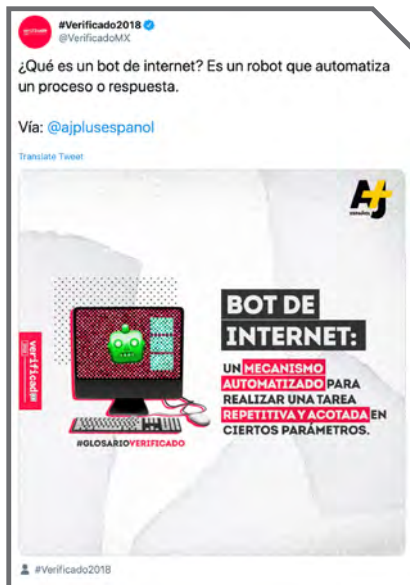 #Verificado2018
@VerificadoMX
¿Qué es un bot de internet? Es un robot que automatiza
un proceso o respuesta.
Vía: @ajplusespanol
Translate Tweet
AJ+
español
BOT DE
INTERNET:
UN MECANISMO
AUTOMATIZADO PARA
REALIZAR UNA TAREA
REPETITIVA Y ACOTADA EN
CIERTOS PARÁMETROS.
verificado
#GLOSARIOVERIFICADO
#Verificado2018